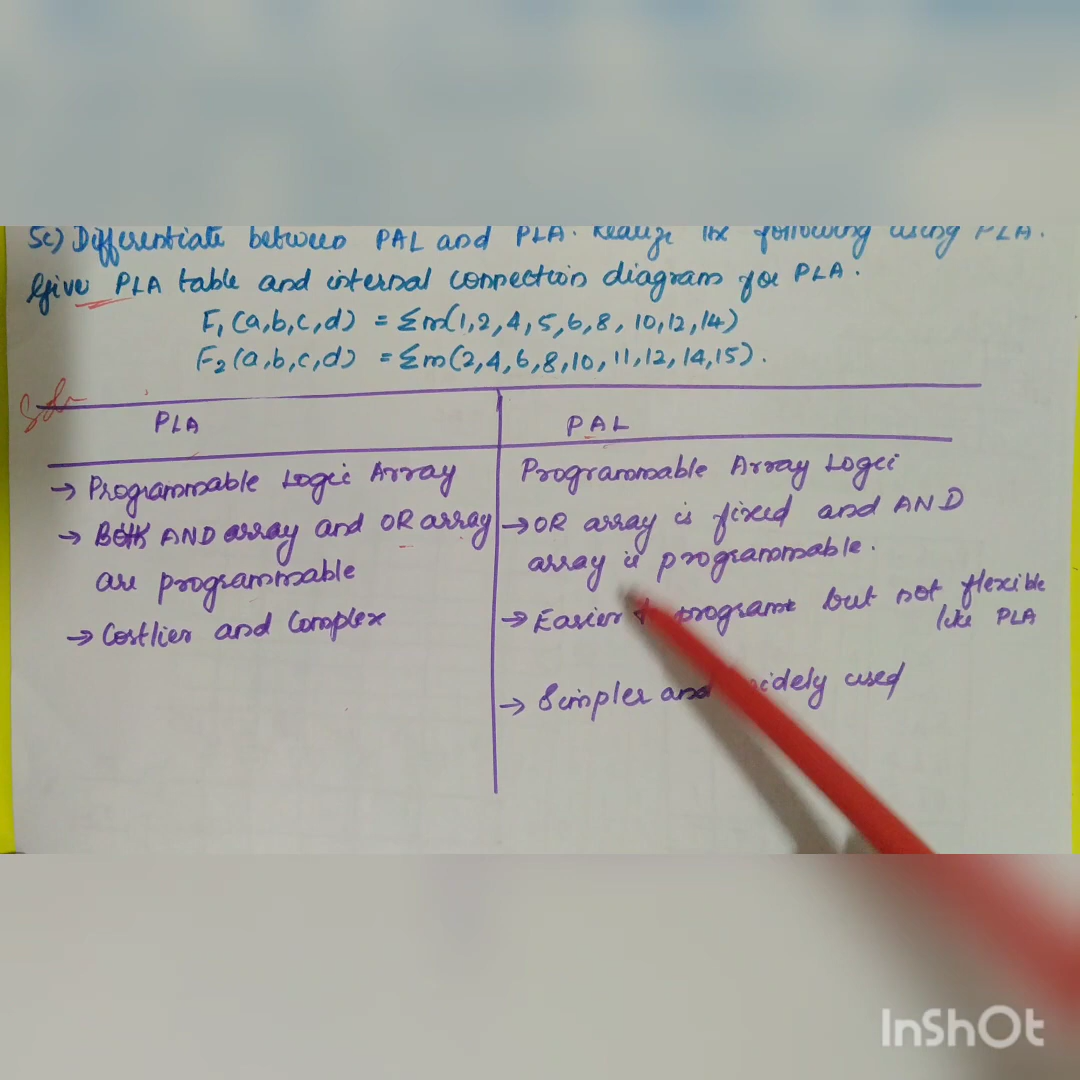 5c) Differentiate between PAL and PLA. Realize the following using PLA.
Give PLA table and internal connection diagram for PLA.
F₁ (a,b,c,d) = Σm(1,2,4,5,6,8,10,12,14)
F₂ (a,b,c,d) = Σm(2,4,6,8,10,11,12,14,15).
Soln
PLA
→ Programmable Logic Array
→ Both AND array and OR array
are programmable
→ Costlier and Complex
PAL
Programmable Array Logic
→ OR array is fixed and AND
array is programmable.
→ Easier to program but not flexible
like PLA
→ Simpler and widely used
InShOt